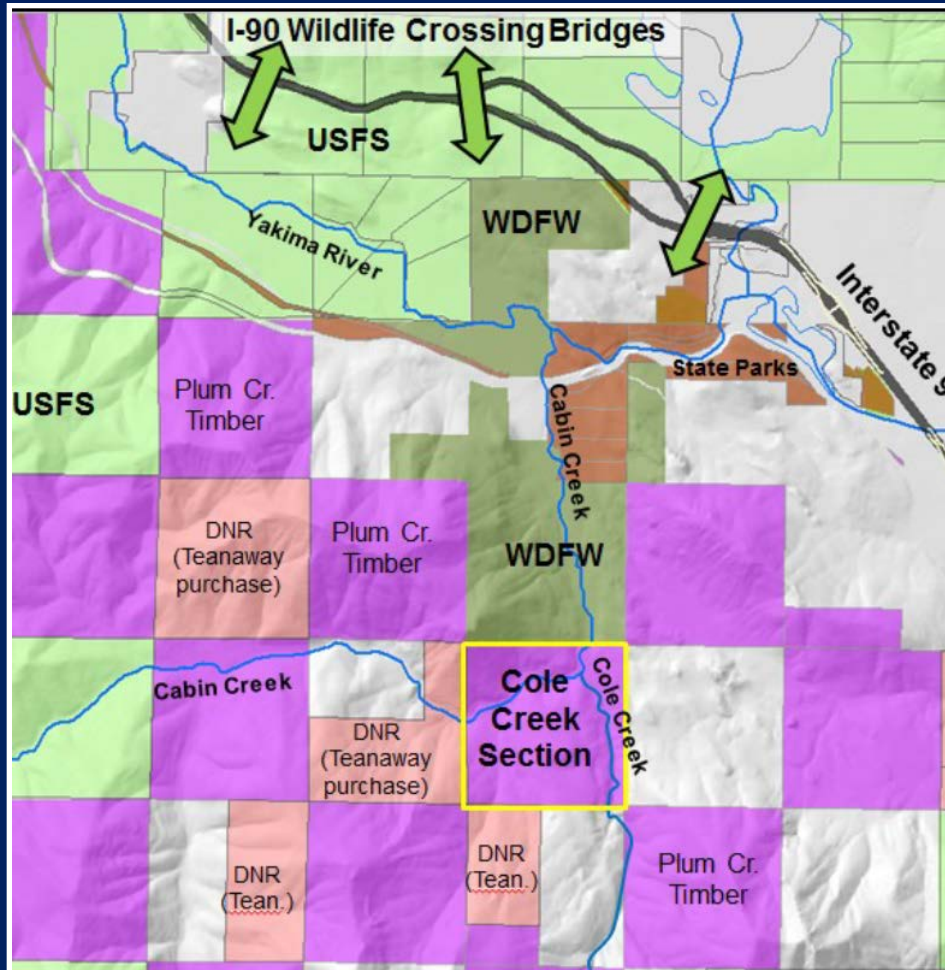 I-90 Wildlife Crossing Bridges
USFS
WDFW
Yakima River
Interstate 9
State Parks
USFS
Plum Cr.
Timber
Cabin Creek
DNR
(Teanaway
purchase)
Plum Cr.
Timber
WDFW
Cabin Creek
Cole
Creek
Section
Cole Creek
DNR
(Teanaway
purchase)
DNR
(Tean.)
DNR
(Tean.)
Plum Cr.
Timber